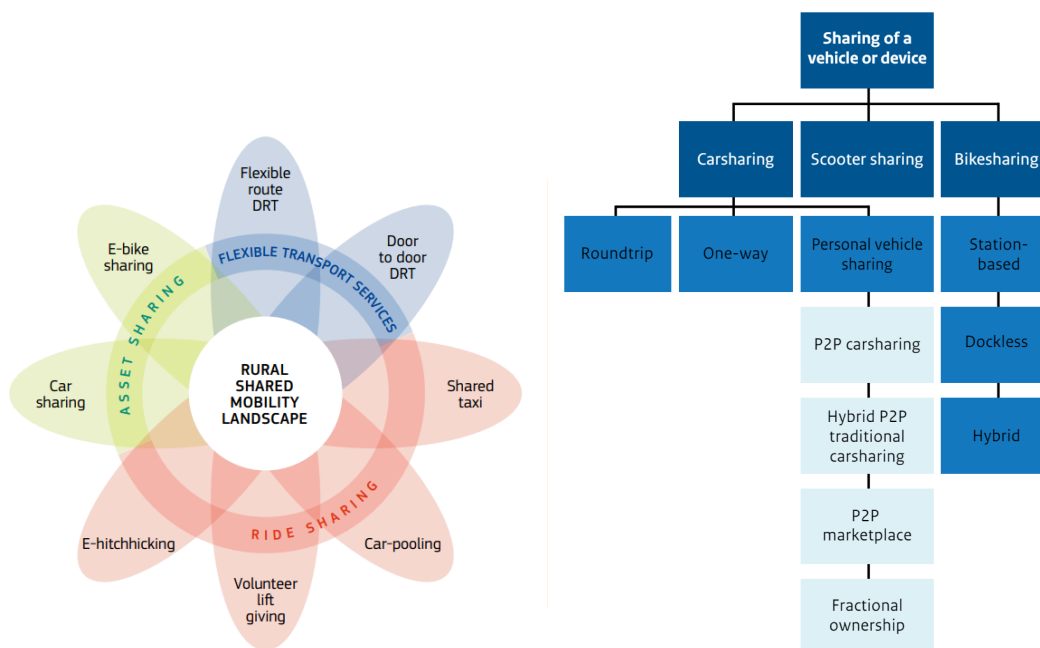 Flexible
route
DRT
Door
to door
DRT
E-bike
sharing
FLEXIBLE TRANSPORT SERVICES
ASSET SHARING
Car
sharing
RURAL
SHARED
MOBILITY
LANDSCAPE
Shared
taxi
RIDE SHARING
E-hitchhicking
Car-pooling
Volunteer
lift
giving
Sharing of a
vehicle or device
Carsharing
Scooter sharing
Bikesharing
Roundtrip
One-way
Personal vehicle
sharing
Station-
based
P2P carsharing
Dockless
Hybrid P2P
traditional
carsharing
Hybrid
P2P
marketplace
Fractional
ownership